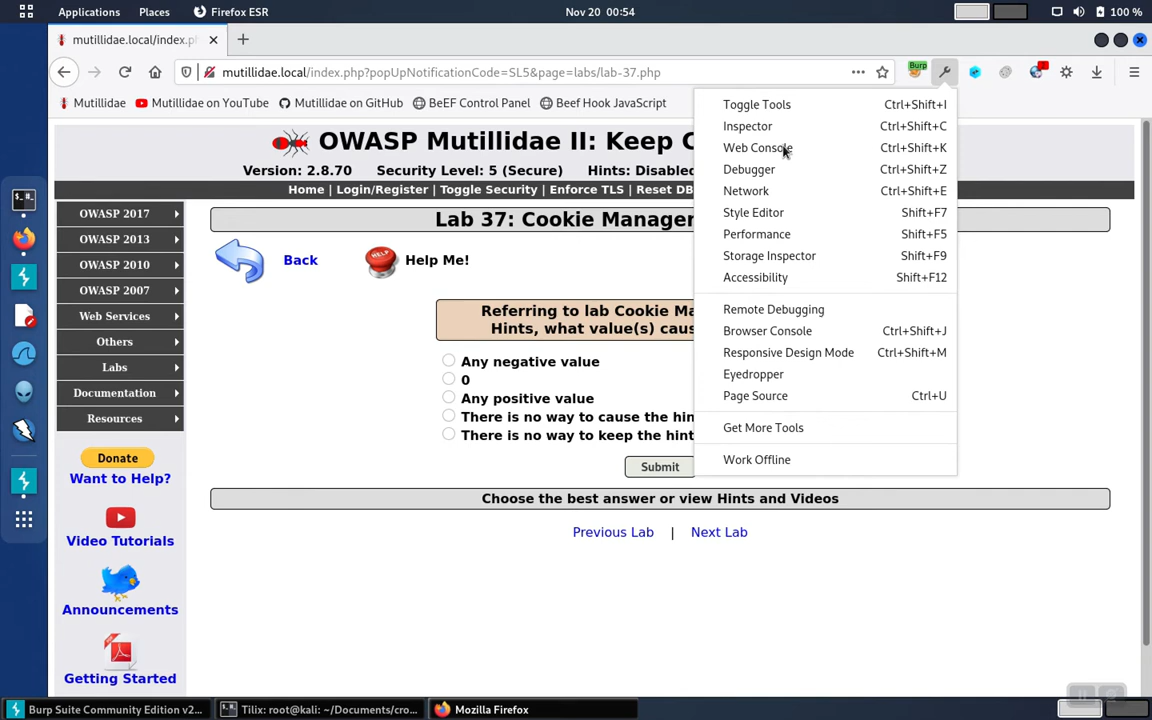 Applications Places Firefox ESR Nov 20 00:54 100 %
mutillidae.local/index.p
Burp
mutillidae.local/index.php?popUpNotificationCode=SL5&page=labs/lab-37.php
Mutillidae Mutillidae on YouTube Mutillidae on GitHub BeEF Control Panel Beef Hook JavaScript
Toggle Tools Ctrl+Shift+I
Inspector Ctrl+Shift+C
Web Console Ctrl+Shift+K
Debugger Ctrl+Shift+Z
Network Ctrl+Shift+E
Style Editor Shift+F7
Performance Shift+F5
Storage Inspector Shift+F9
Accessibility Shift+F12
Remote Debugging
Browser Console Ctrl+Shift+J
Responsive Design Mode Ctrl+Shift+M
Eyedropper
Page Source Ctrl+U
Get More Tools
Work Offline
OWASP Mutillidae II: Keep C
Version: 2.8.70 Security Level: 5 (Secure) Hints: Disabled
Home | Login/Register | Toggle Security | Enforce TLS | Reset DB
OWASP 2017
OWASP 2013
OWASP 2010
OWASP 2007
Web Services
Others
Labs
Documentation
Resources
Donate
Want to Help?
Video Tutorials
Announcements
PDF
Getting Started
Lab 37: Cookie Manager
Back
HELP
Help Me!
Referring to lab Cookie Ma
Hints, what value(s) caus
Any negative value
0
Any positive value
There is no way to cause the hin
There is no way to keep the hint
Submit
Choose the best answer or view Hints and Videos
Previous Lab | Next Lab
Burp Suite Community Edition v2... Tilix: root@kali: ~/Documents/cro... Mozilla Firefox